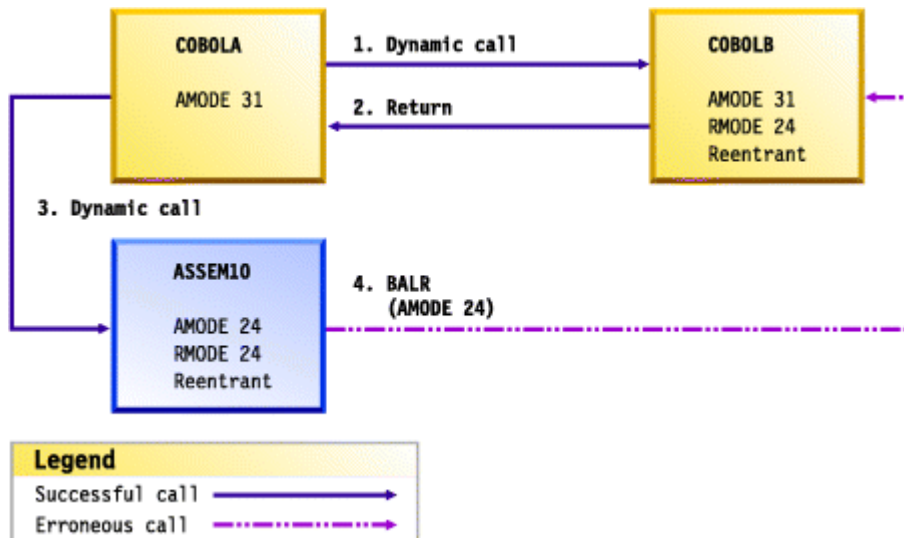 COBOLA
AMODE 31
1. Dynamic call
2. Return
COBOLB
AMODE 31
RMODE 24
Reentrant
3. Dynamic call
ASSEM10
AMODE 24
RMODE 24
Reentrant
4. BALR
(AMODE 24)
Legend
Successful call
Erroneous call